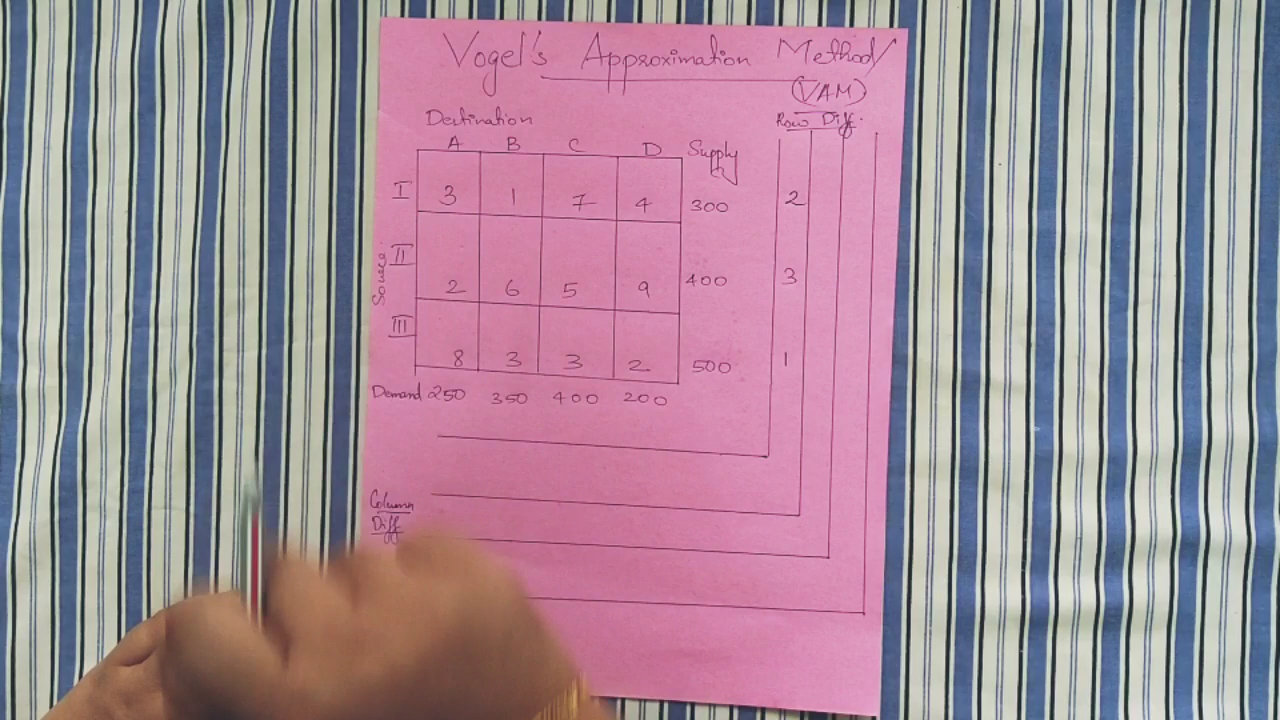 Vogel's Approximation Method
(VAM)
Destination
Row Diff.
A B C D Supply
I 3 1 7 4 300 2
Source
II 2 6 5 9 400 3
III 8 3 3 2 500 1
Demand 250 350 400 200
Column
Diff